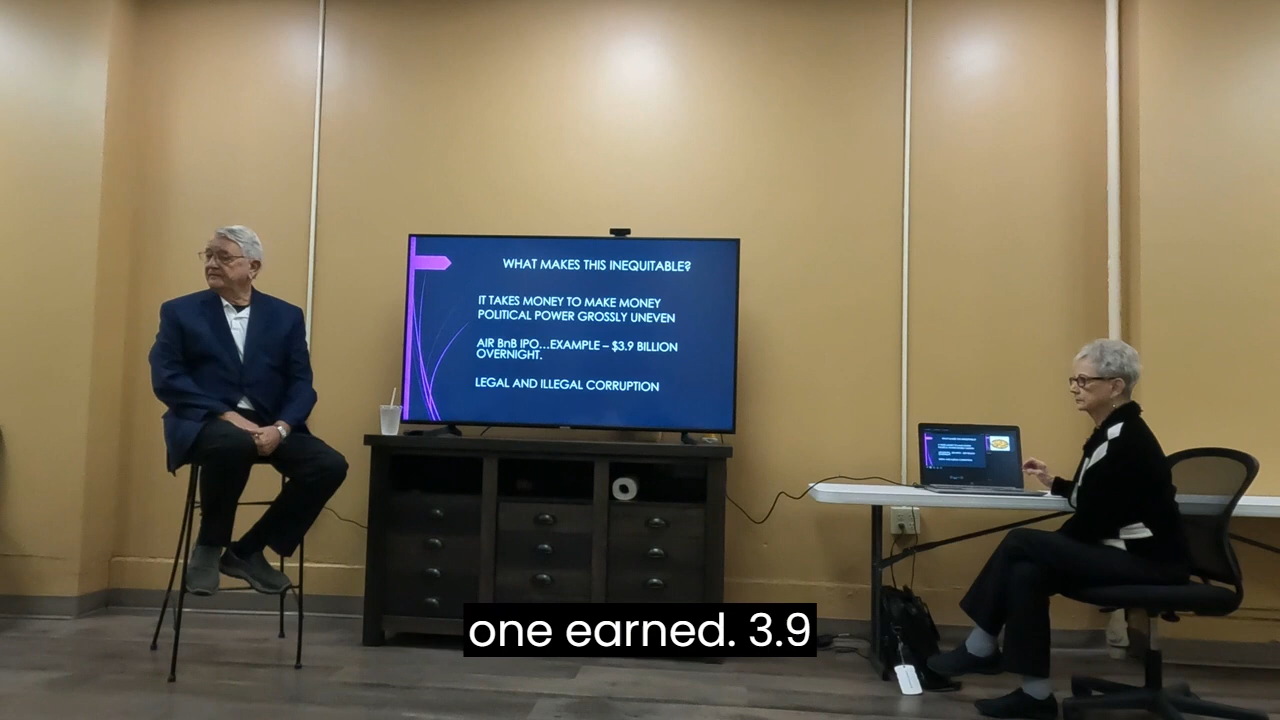 WHAT MAKES THIS INEQUITABLE?
IT TAKES MONEY TO MAKE MONEY
POLITICAL POWER GROSSLY UNEVEN
AIR BnB IPO...EXAMPLE – $3.9 BILLION
OVERNIGHT.
LEGAL AND ILLEGAL CORRUPTION
one earned. 3.9